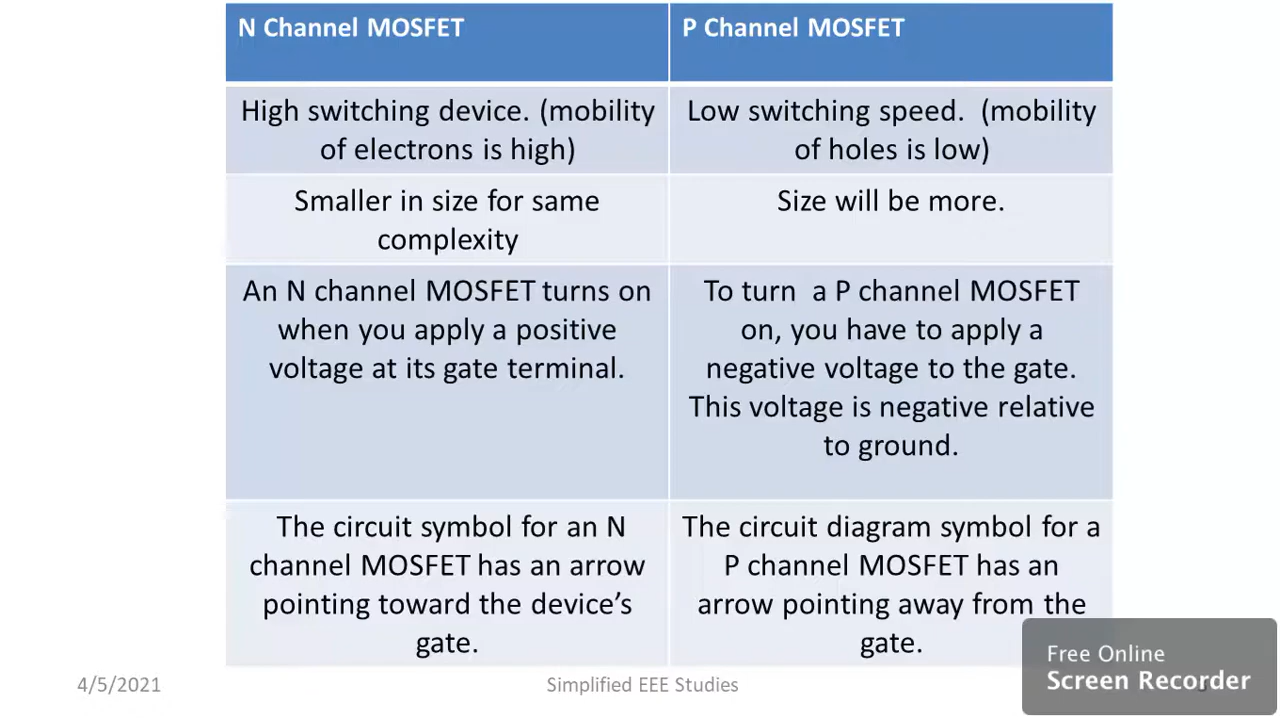 N Channel MOSFET
P Channel MOSFET
High switching device. (mobility
of electrons is high)
Low switching speed.  (mobility
of holes is low)
Smaller in size for same
complexity
Size will be more.
An N channel MOSFET turns on
when you apply a positive
voltage at its gate terminal.
To turn  a P channel MOSFET
on, you have to apply a
negative voltage to the gate.
This voltage is negative relative
to ground.
The circuit symbol for an N
channel MOSFET has an arrow
pointing toward the device’s
gate.
The circuit diagram symbol for a
P channel MOSFET has an
arrow pointing away from the
gate.
4/5/2021
Simplified EEE Studies
Free Online
Screen Recorder